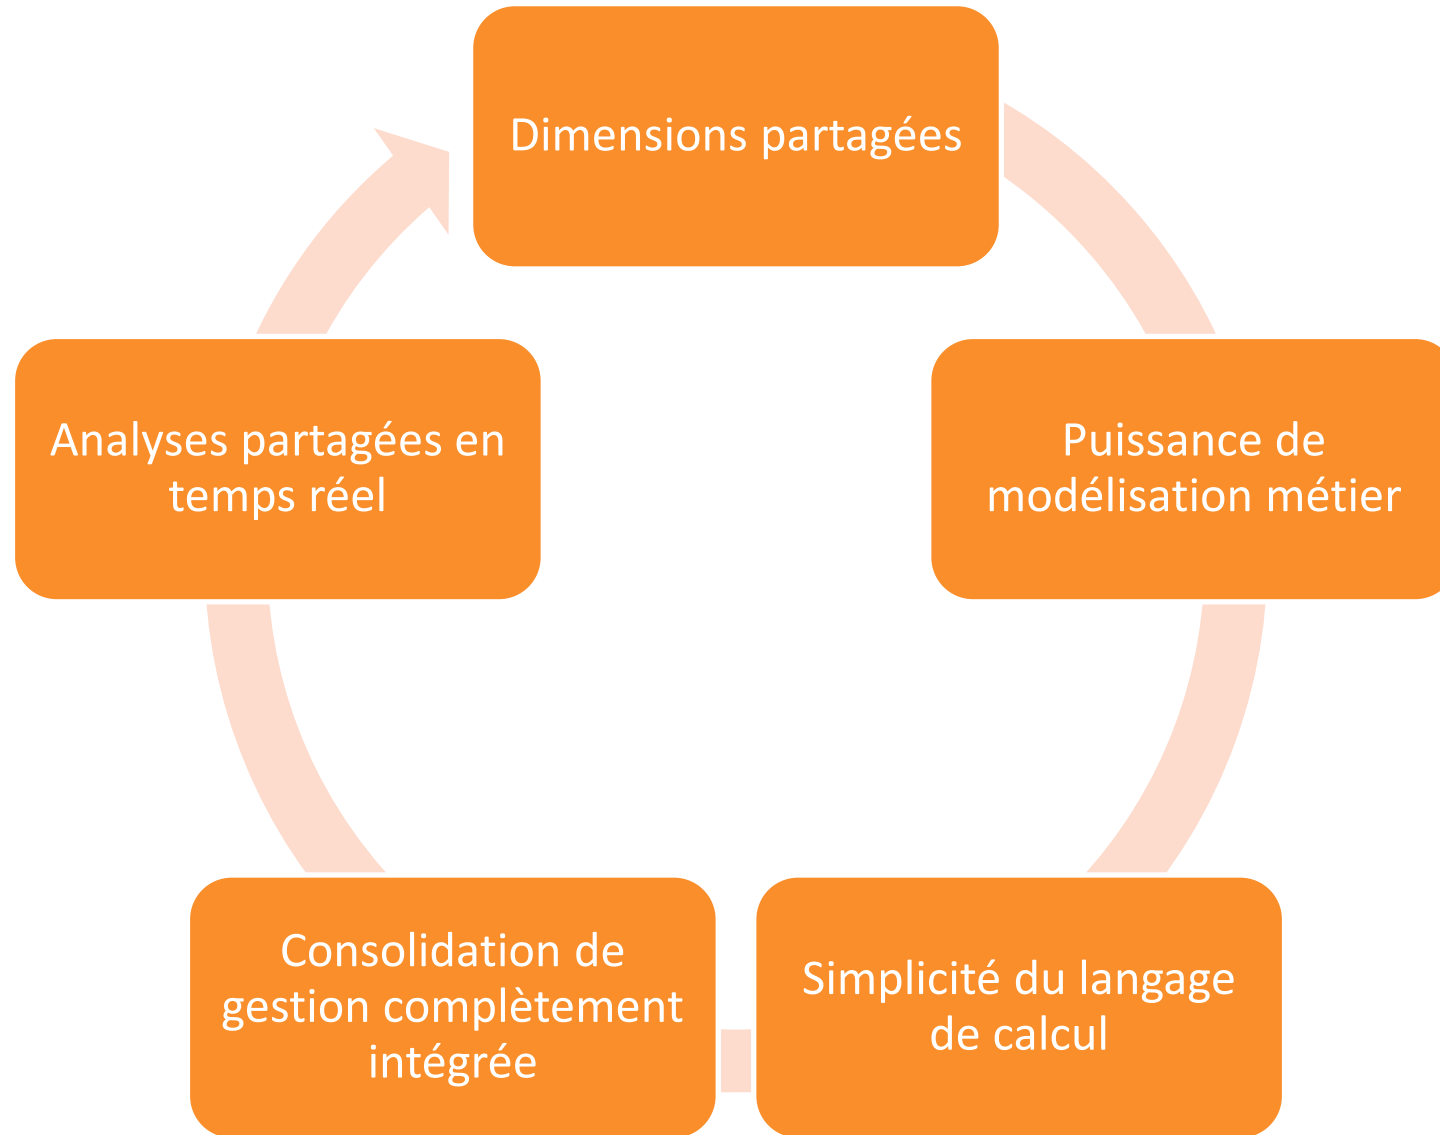 Dimensions partagées
Puissance de
modélisation métier
Simplicité du langage
de calcul
Consolidation de
gestion complètement
intégrée
Analyses partagées en
temps réel